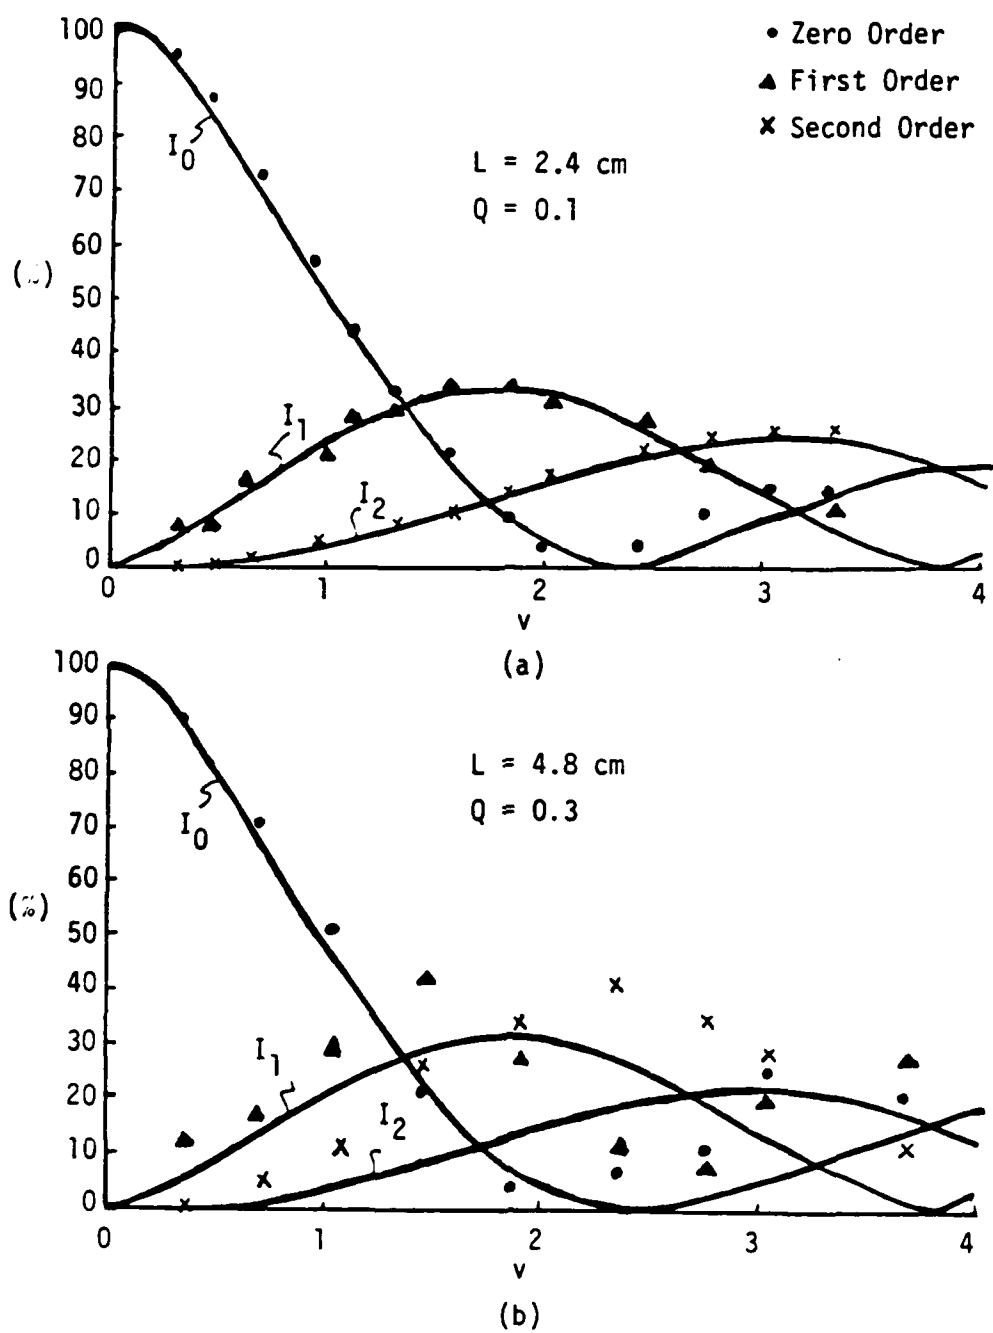 100
90
80
70
60
50
40
30
20
10
0
I0
I1
I2
L = 2.4 cm
Q = 0.1
• Zero Order
▲ First Order
x Second Order
0 1 2 3 4
v
(a)
100
90
80
70
60
50
40
30
20
10
0
(%)
I0
I1
I2
L = 4.8 cm
Q = 0.3
0 1 2 3 4
v
(b)